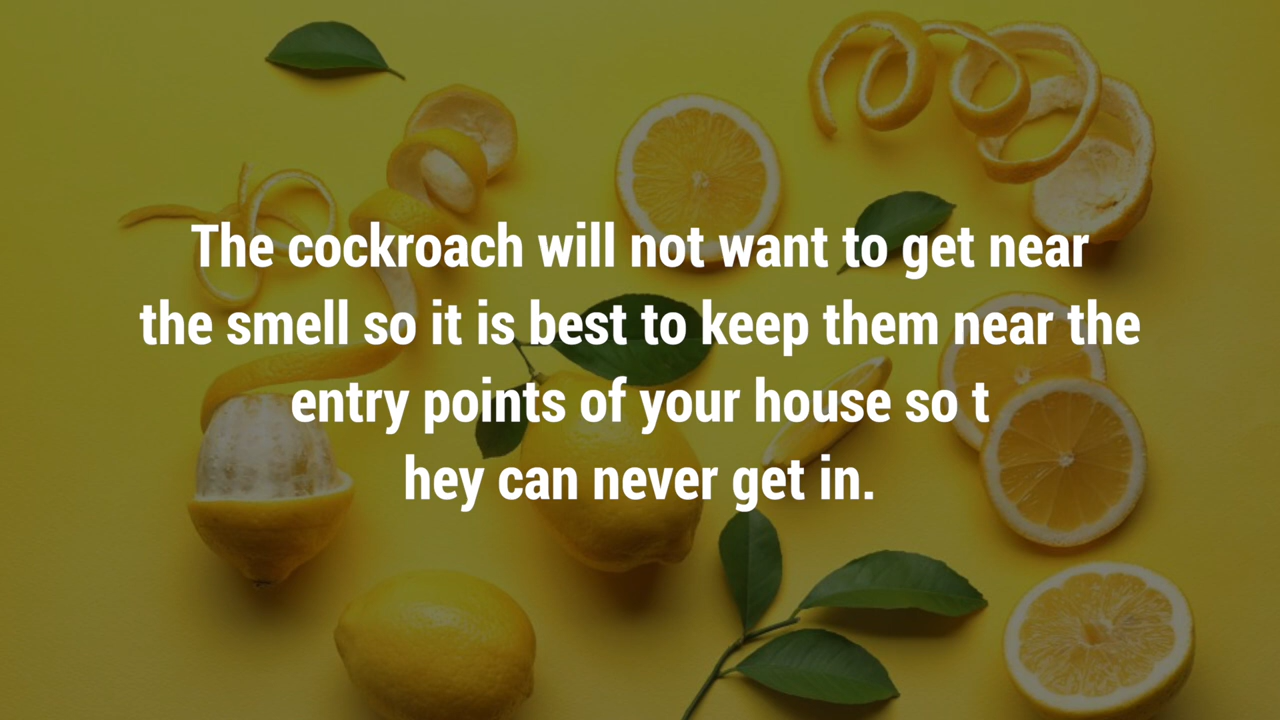 The cockroach will not want to get near
the smell so it is best to keep them near the
entry points of your house so t
hey can never get in.